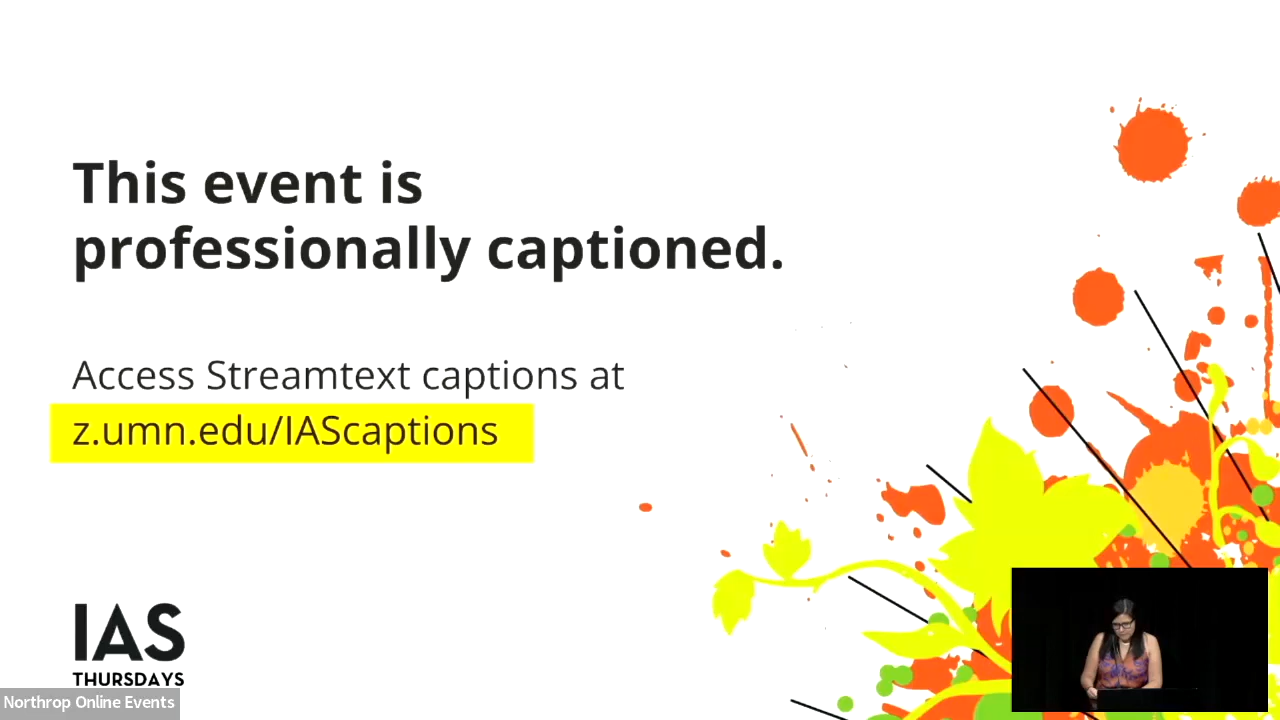 This event is
professionally captioned.
Access Streamtext captions at
z.umn.edu/IAScaptions
IAS
THURSDAYS
Northrop Online Events